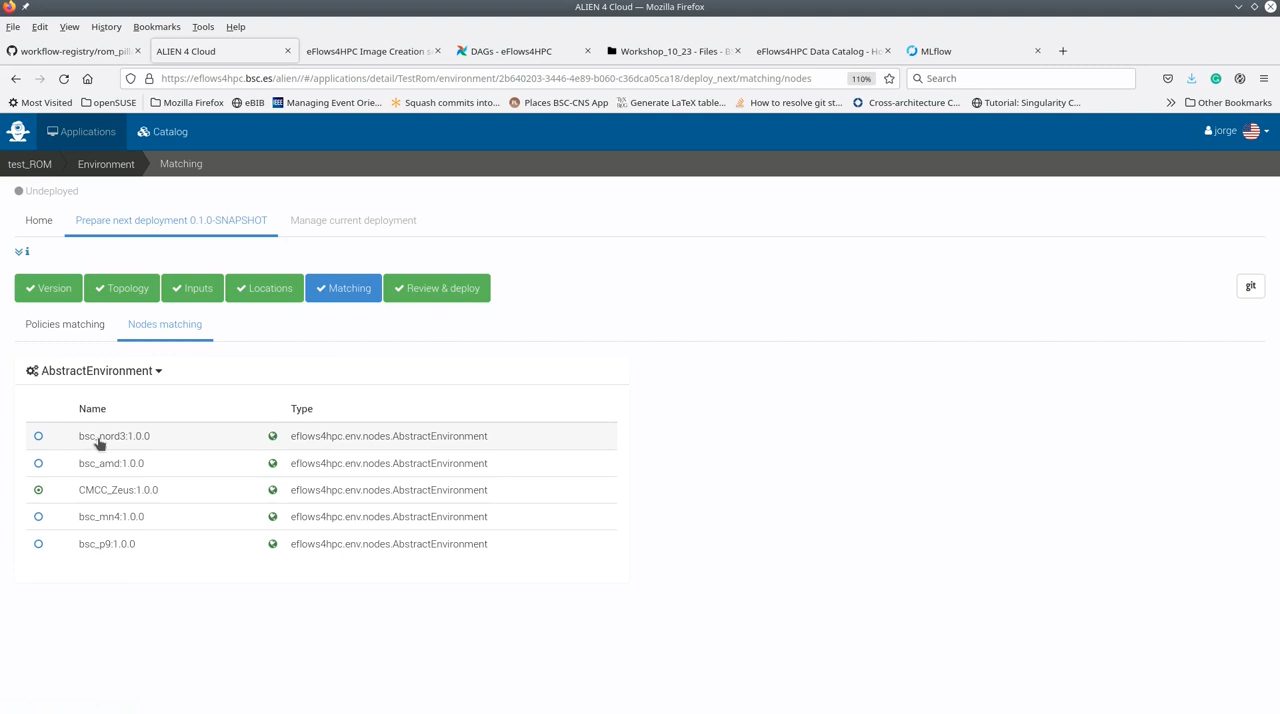 ALIEN 4 Cloud — Mozilla Firefox
File Edit View History Bookmarks Tools Help
workflow-registry/rom_pil ALIEN 4 Cloud eFlows4HPC Image Creation s DAGs - eFlows4HPC Workshop_10_23 - Files - B eFlows4HPC Data Catalog - Ho MLflow
https://eflows4hpc.bsc.es/alien//#/applications/detail/TestRom/environment/2b640203-3446-4e89-b060-c36dca05ca18/deploy_next/matching/nodes 110% Search
Most Visited openSUSE Mozilla Firefox eBIB Managing Event Orie... Squash commits into... Places BSC-CNS App Generate LaTeX table... How to resolve git st... Cross-architecture C... Tutorial: Singularity C... Other Bookmarks
Applications Catalog jorge
test_ROM Environment Matching
Undeployed
Home Prepare next deployment 0.1.0-SNAPSHOT Manage current deployment
Version Topology Inputs Locations Matching Review & deploy git
Policies matching Nodes matching
AbstractEnvironment
Name Type
bsc_nord3:1.0.0 eflows4hpc.env.nodes.AbstractEnvironment
bsc_amd:1.0.0 eflows4hpc.env.nodes.AbstractEnvironment
CMCC_Zeus:1.0.0 eflows4hpc.env.nodes.AbstractEnvironment
bsc_mn4:1.0.0 eflows4hpc.env.nodes.AbstractEnvironment
bsc_p9:1.0.0 eflows4hpc.env.nodes.AbstractEnvironment